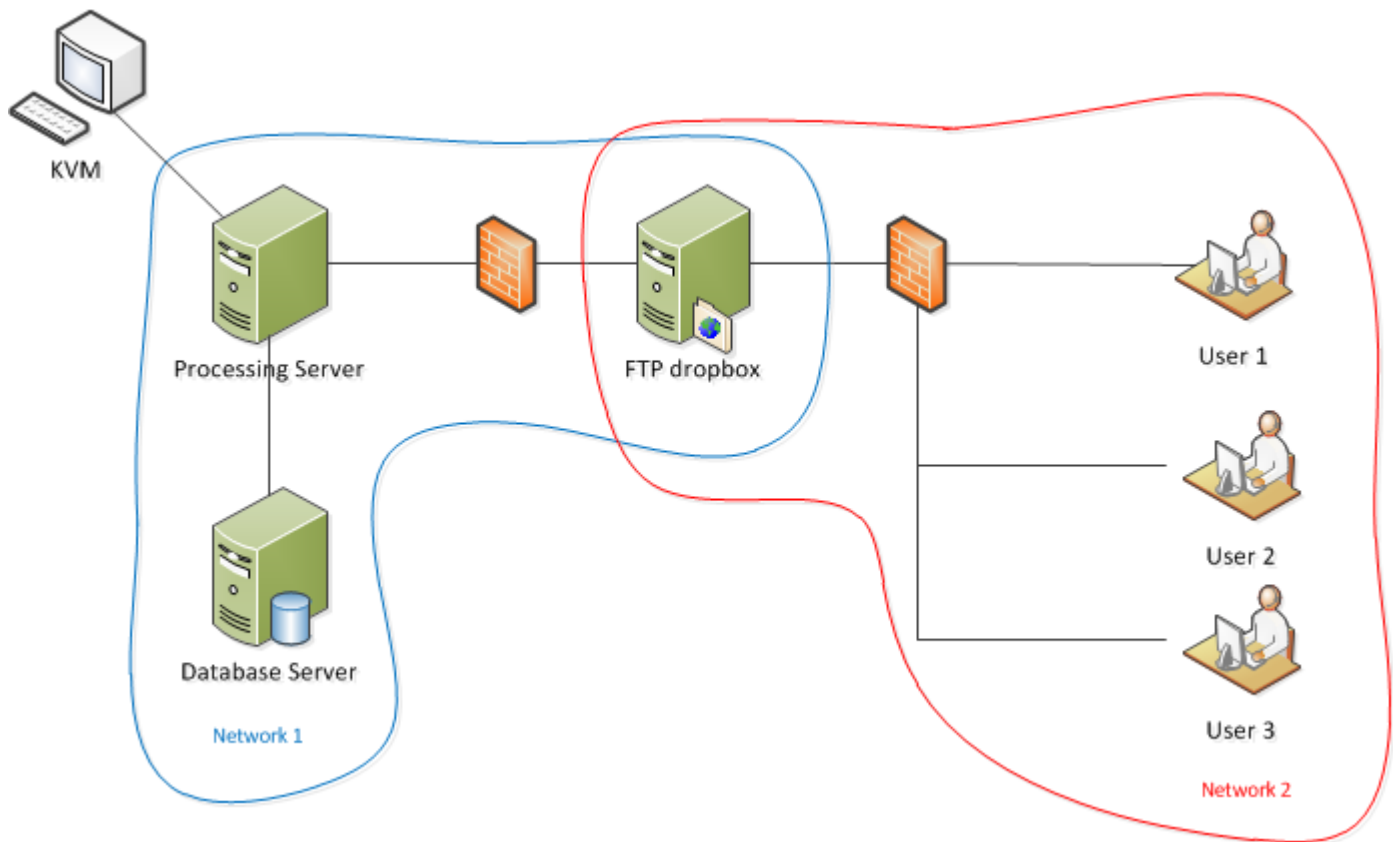 KVM
Processing Server
FTP dropbox
User 1
User 2
Database Server
User 3
Network 1
Network 2